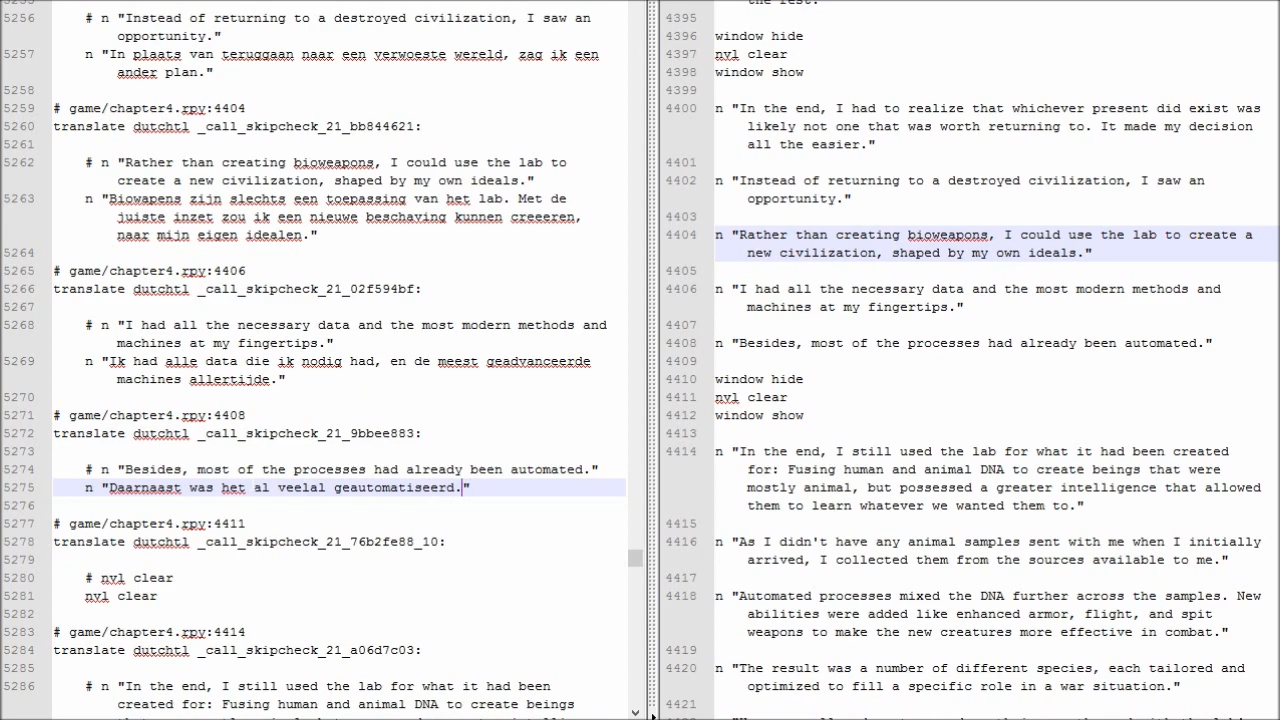 5256 # n "Instead of returning to a destroyed civilization, I saw an
opportunity."
5257 n "In plaats van teruggaan naar een verwoeste wereld, zag ik een
ander plan."
5258
5259 # game/chapter4.rpy:4404
5260 translate dutchtl _call_skipcheck_21_bb844621:
5261
5262 # n "Rather than creating bioweapons, I could use the lab to
create a new civilization, shaped by my own ideals."
5263 n "Biowapens zijn slechts een toepassing van het lab. Met de
juiste inzet zou ik een nieuwe beschaving kunnen creeeren,
naar mijn eigen idealen."
5264
5265 # game/chapter4.rpy:4406
5266 translate dutchtl _call_skipcheck_21_02f594bf:
5267
5268 # n "I had all the necessary data and the most modern methods and
machines at my fingertips."
5269 n "Ik had alle data die ik nodig had, en de meest geadvanceerde
machines allertijde."
5270
5271 # game/chapter4.rpy:4408
5272 translate dutchtl _call_skipcheck_21_9bbee883:
5273
5274 # n "Besides, most of the processes had already been automated."
5275 n "Daarnaast was het al veelal geautomatiseerd."
5276
5277 # game/chapter4.rpy:4411
5278 translate dutchtl _call_skipcheck_21_76b2fe88_10:
5279
5280 # nvl clear
5281 nvl clear
5282
5283 # game/chapter4.rpy:4414
5284 translate dutchtl _call_skipcheck_21_a06d7c03:
5285
5286 # n "In the end, I still used the lab for what it had been
created for: Fusing human and animal DNA to create beings
4395
4396 window hide
4397 nvl clear
4398 window show
4399
4400 n "In the end, I had to realize that whichever present did exist was
likely not one that was worth returning to. It made my decision
all the easier."
4401
4402 n "Instead of returning to a destroyed civilization, I saw an
opportunity."
4403
4404 n "Rather than creating bioweapons, I could use the lab to create a
new civilization, shaped by my own ideals."
4405
4406 n "I had all the necessary data and the most modern methods and
machines at my fingertips."
4407
4408 n "Besides, most of the processes had already been automated."
4409
4410 window hide
4411 nvl clear
4412 window show
4413
4414 n "In the end, I still used the lab for what it had been created
for: Fusing human and animal DNA to create beings that were
mostly animal, but possessed a greater intelligence that allowed
them to learn whatever we wanted them to."
4415
4416 n "As I didn't have any animal samples sent with me when I initially
arrived, I collected them from the sources available to me."
4417
4418 n "Automated processes mixed the DNA further across the samples. New
abilities were added like enhanced armor, flight, and spit
weapons to make the new creatures more effective in combat."
4419
4420 n "The result was a number of different species, each tailored and
optimized to fill a specific role in a war situation."
4421